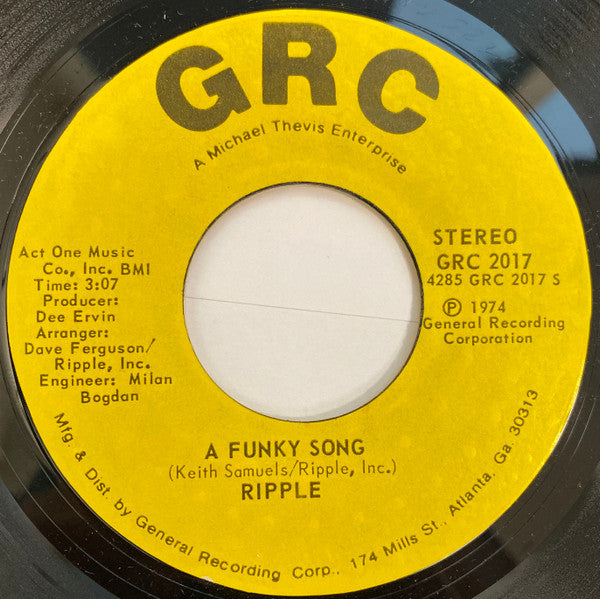 GRC
A Michael Thevis Enterprise
Act One Music
Co., Inc. BMI
Time: 3:07
Producer:
Dee Ervin
Arranger:
Dave Ferguson/
Ripple, Inc.
Engineer: Milan
Bogdan
STEREO
GRC 2017
4285 GRC 2017 S
℗ 1974
General Recording
Corporation
A FUNKY SONG
(Keith Samuels/Ripple, Inc.)
RIPPLE
Mfg. & Dist. by General Recording Corp., 174 Mills St., Atlanta, Ga. 30313